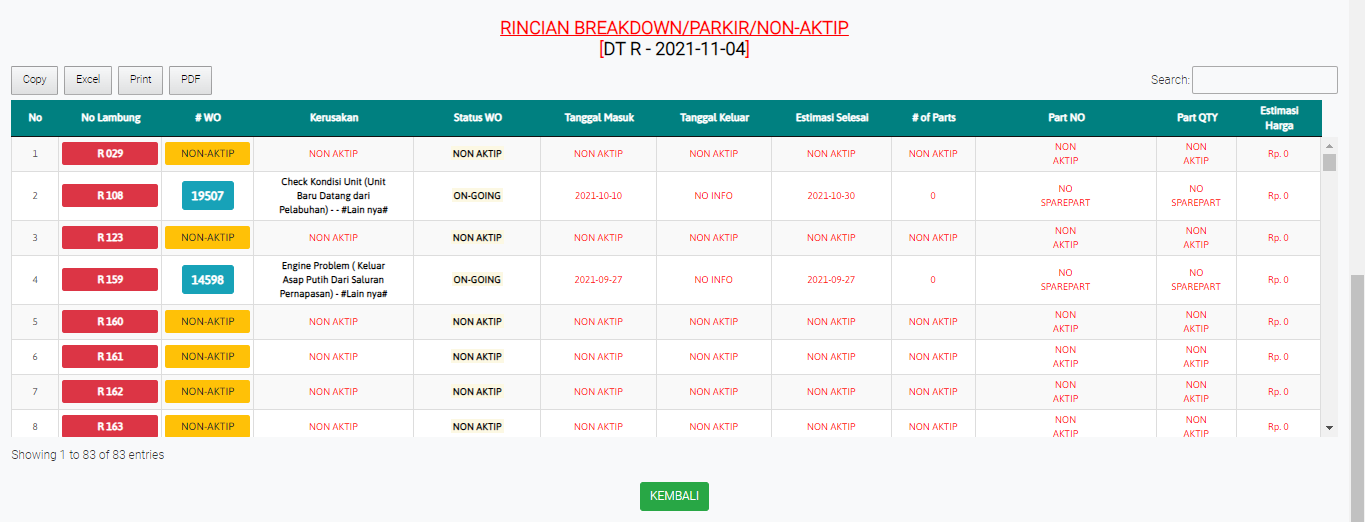 RINCIAN BREAKDOWN/PARKIR/NON-AKTIP
[DT R - 2021-11-04]
Copy Excel Print PDF Search:
No No Lambung # WO Kerusakan Status WO Tanggal Masuk Tanggal Keluar Estimasi Selesai # of Parts Part NO Part QTY Estimasi Harga
1 R 029 NON-AKTIP NON AKTIP NON AKTIP NON AKTIP NON AKTIP NON AKTIP NON AKTIP NON AKTIP NON AKTIP Rp. 0
2 R 108 19507 Check Kondisi Unit (Unit Baru Datang dari Pelabuhan) - - #Lain nya# ON-GOING 2021-10-10 NO INFO 2021-10-30 0 NO SPAREPART NO SPAREPART Rp. 0
3 R 123 NON-AKTIP NON AKTIP NON AKTIP NON AKTIP NON AKTIP NON AKTIP NON AKTIP NON AKTIP NON AKTIP Rp. 0
4 R 159 14598 Engine Problem ( Keluar Asap Putih Dari Saluran Pernapasan) - #Lain nya# ON-GOING 2021-09-27 NO INFO 2021-09-27 0 NO SPAREPART NO SPAREPART Rp. 0
5 R 160 NON-AKTIP NON AKTIP NON AKTIP NON AKTIP NON AKTIP NON AKTIP NON AKTIP NON AKTIP NON AKTIP Rp. 0
6 R 161 NON-AKTIP NON AKTIP NON AKTIP NON AKTIP NON AKTIP NON AKTIP NON AKTIP NON AKTIP NON AKTIP Rp. 0
7 R 162 NON-AKTIP NON AKTIP NON AKTIP NON AKTIP NON AKTIP NON AKTIP NON AKTIP NON AKTIP NON AKTIP Rp. 0
8 R 163 NON-AKTIP NON AKTIP NON AKTIP NON AKTIP NON AKTIP NON AKTIP NON AKTIP NON AKTIP NON AKTIP Rp. 0
Showing 1 to 83 of 83 entries
KEMBALI